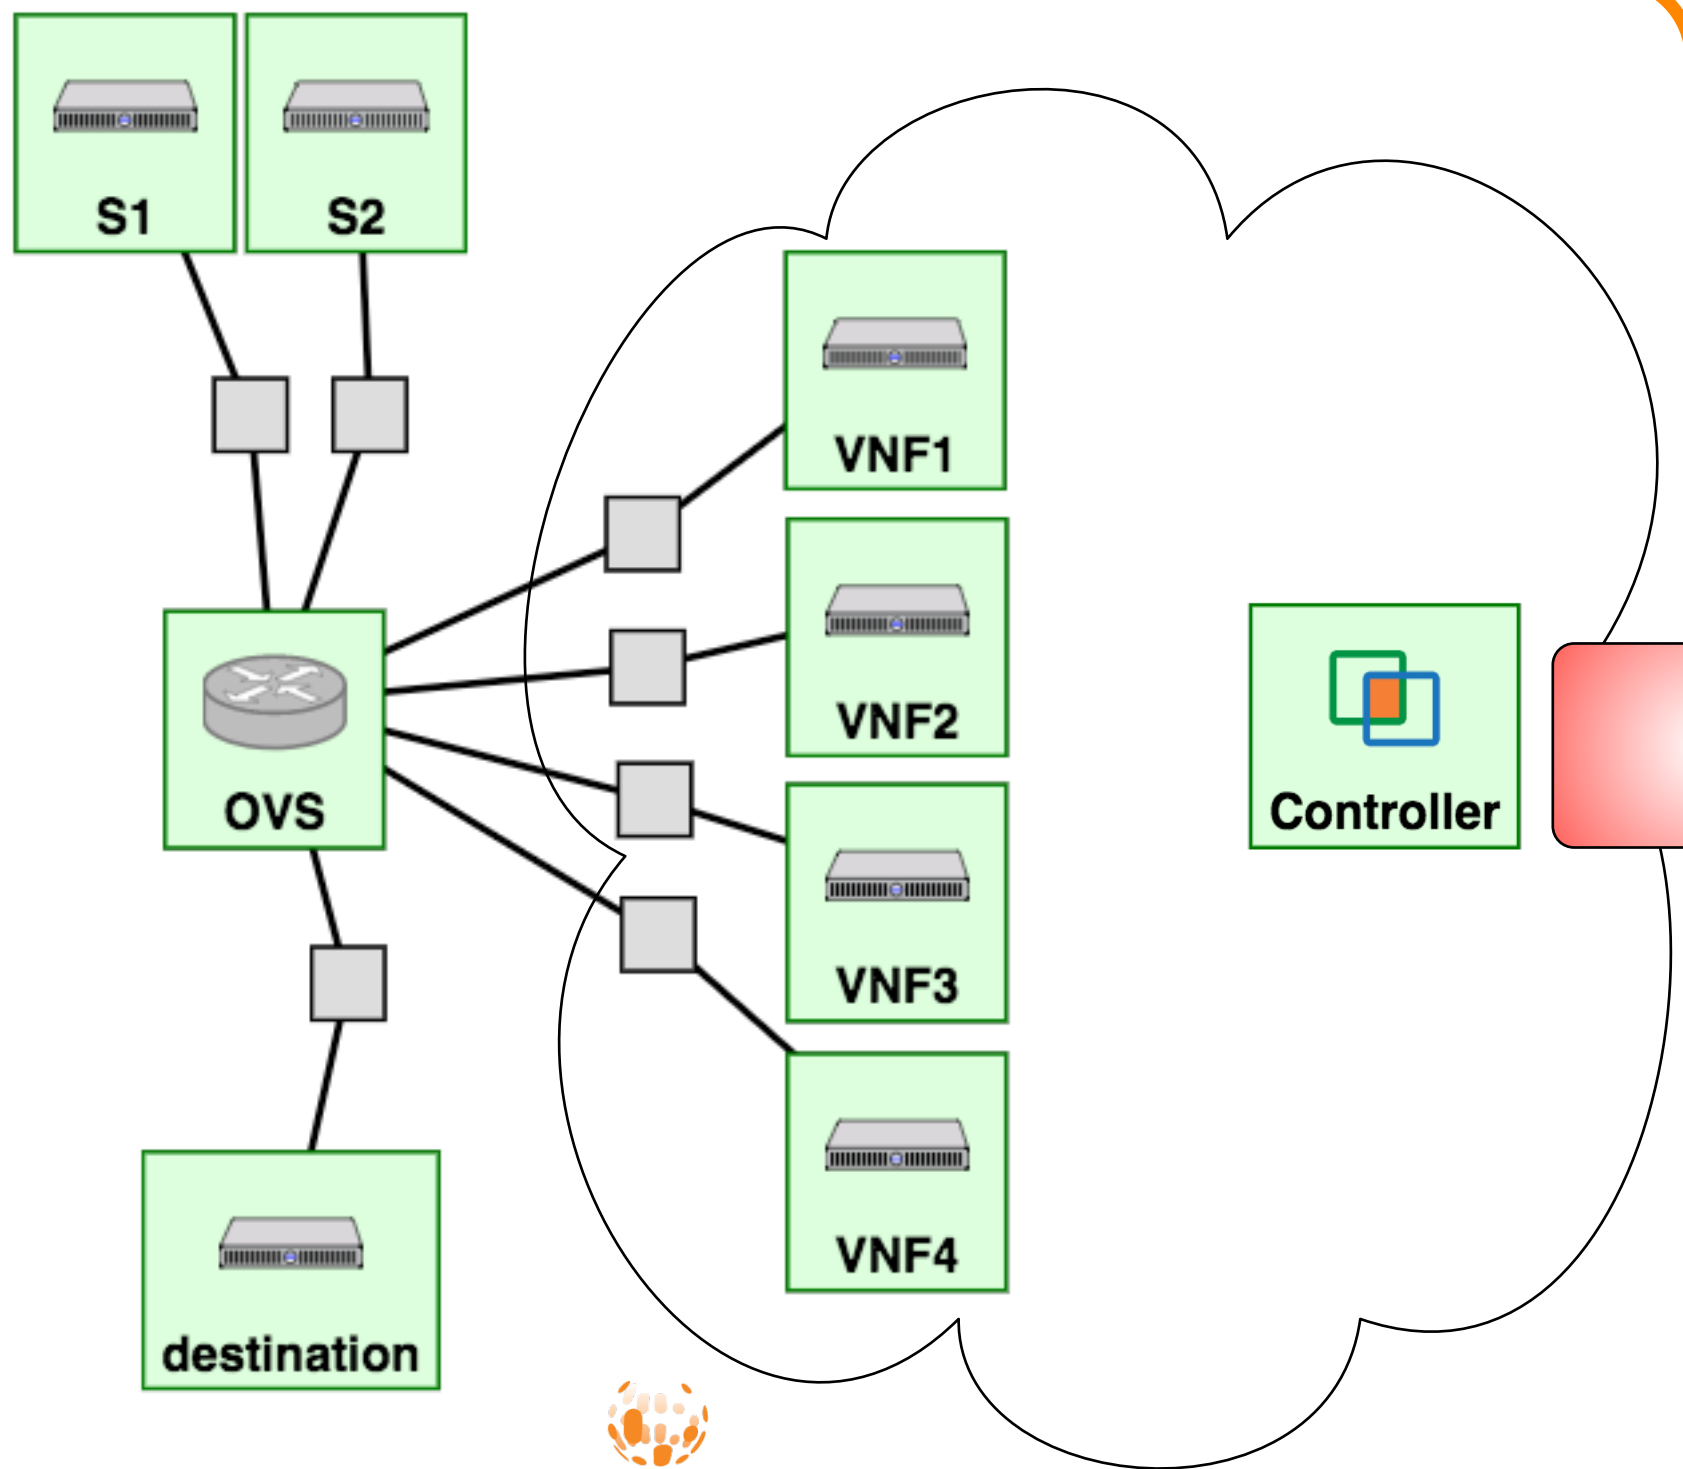 S1
S2
VNF1
VNF2
OVS
Controller
VNF3
VNF4
destination